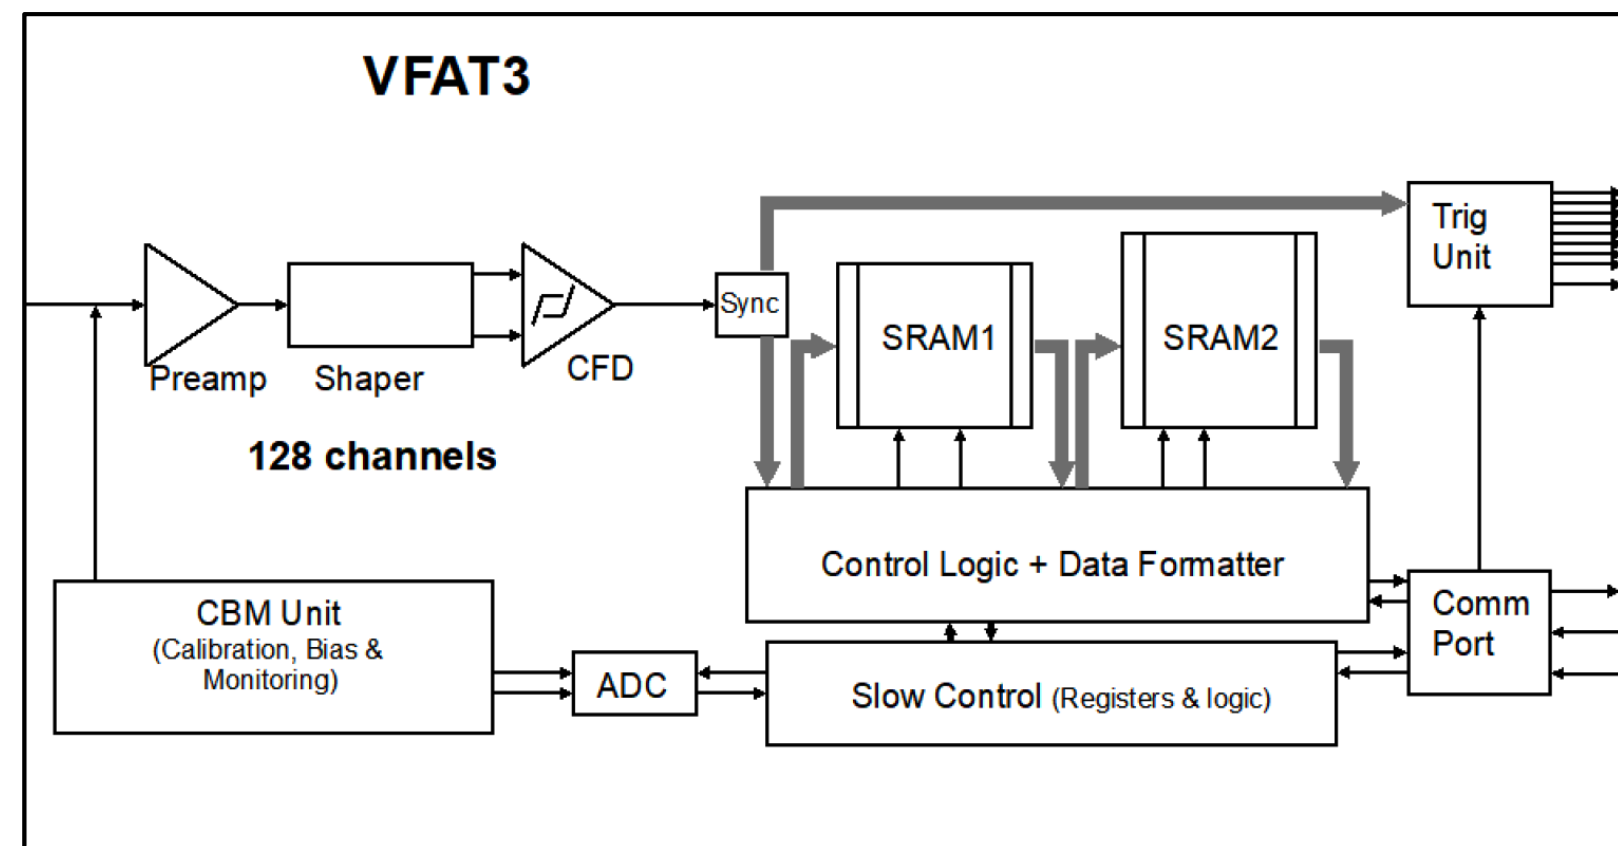 VFAT3
Trig
Unit
Sync
SRAM1
SRAM2
Preamp
Shaper
CFD
128 channels
Control Logic + Data Formatter
CBM Unit
(Calibration, Bias &
Monitoring)
Comm
Port
ADC
Slow Control (Registers & logic)